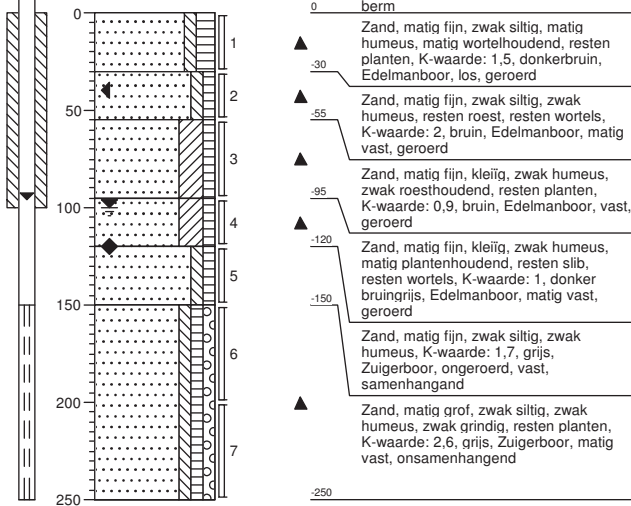 0
50
100
150
200
250
1
2
3
4
5
6
7
0 berm
Zand, matig fijn, zwak siltig, matig
humeus, matig wortelhoudend, resten
planten, K-waarde: 1,5, donkerbruin,
Edelmanboor, los, geroerd
-30
Zand, matig fijn, zwak siltig, zwak
humeus, resten roest, resten wortels,
K-waarde: 2, bruin, Edelmanboor, matig
vast, geroerd
-55
Zand, matig fijn, kleiïg, zwak humeus,
zwak roesthoudend, resten planten,
K-waarde: 0,9, bruin, Edelmanboor, vast,
geroerd
-95
Zand, matig fijn, kleiïg, zwak humeus,
matig plantenhoudend, resten slib,
resten wortels, K-waarde: 1, donker
bruingrijs, Edelmanboor, matig vast,
geroerd
-120
Zand, matig fijn, zwak siltig, zwak
humeus, K-waarde: 1,7, grijs,
Zuigerboor, ongeroerd, vast,
samenhangand
-150
Zand, matig grof, zwak siltig, zwak
humeus, zwak grindig, resten planten,
K-waarde: 2,6, grijs, Zuigerboor, matig
vast, onsamenhangend
-250